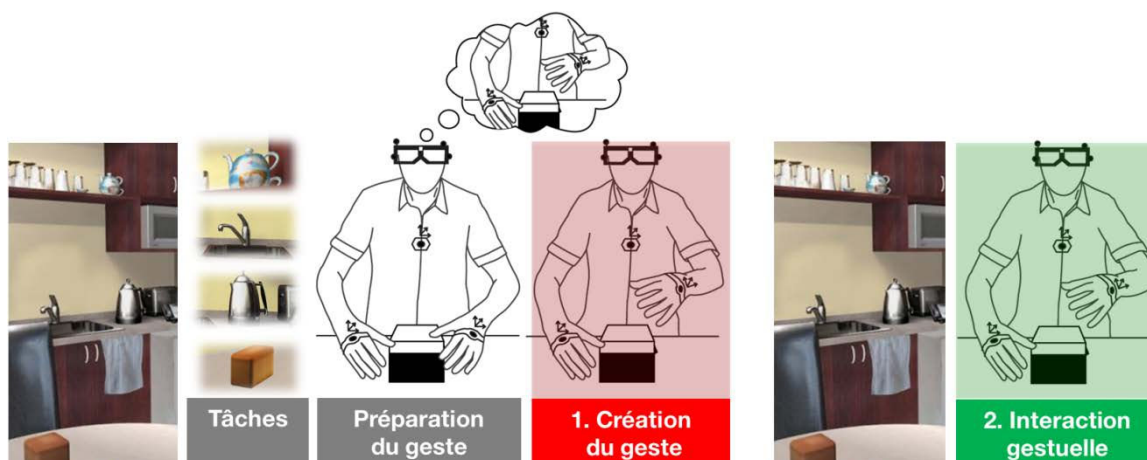 Tâches
Préparation
du geste
1. Création
du geste
2. Interaction
gestuelle